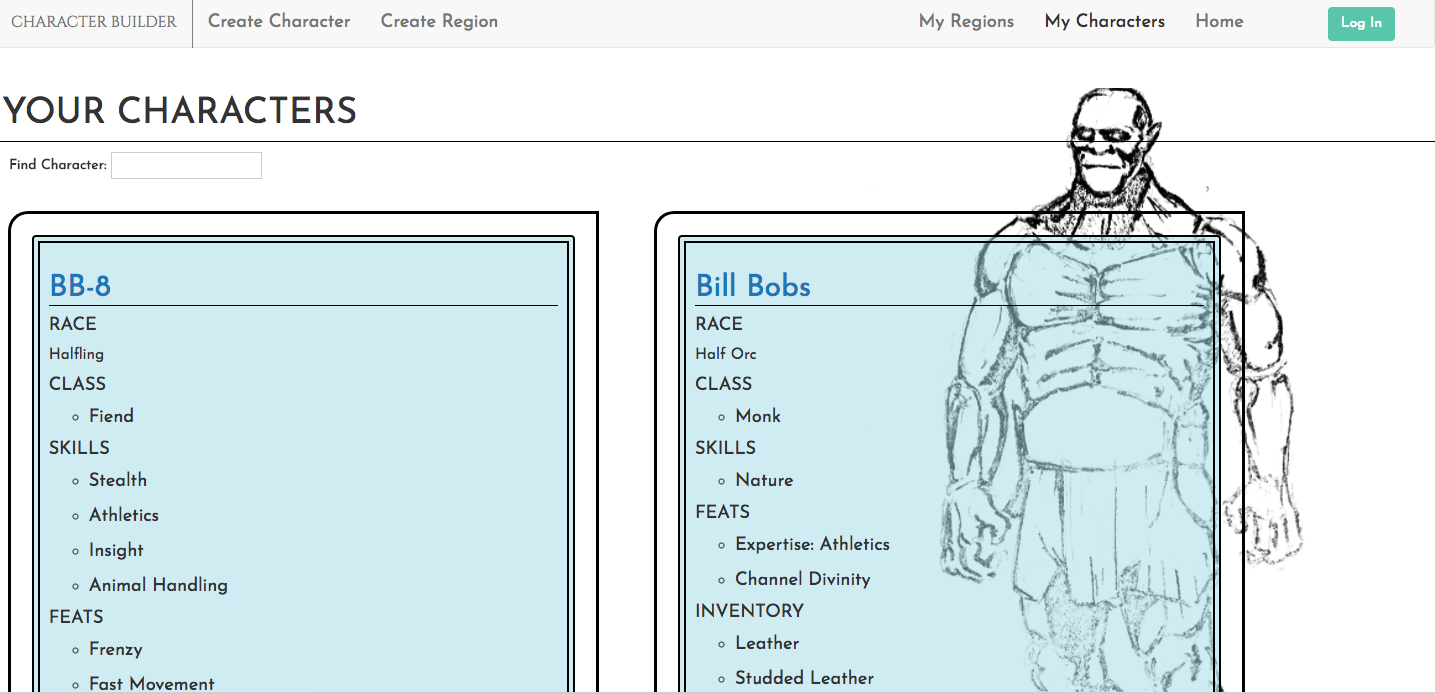 CHARACTER BUILDER Create Character Create Region My Regions My Characters Home Log In
YOUR CHARACTERS
Find Character:
BB-8
RACE
Halfling
CLASS
Fiend
SKILLS
Stealth
Athletics
Insight
Animal Handling
FEATS
Frenzy
Fast Movement
Bill Bobs
RACE
Half Orc
CLASS
Monk
SKILLS
Nature
FEATS
Expertise: Athletics
Channel Divinity
INVENTORY
Leather
Studded Leather